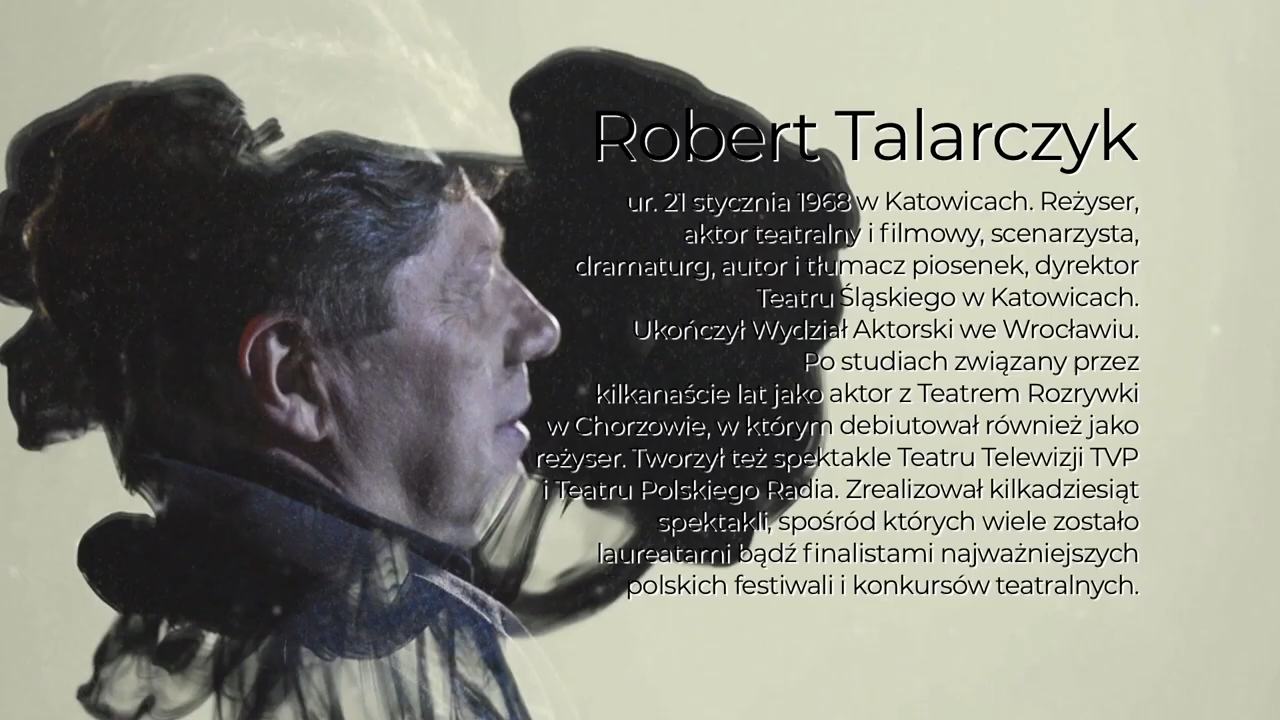 Robert Talarczyk
ur. 21 stycznia 1968 w Katowicach. Reżyser,
aktor teatralny i filmowy, scenarzysta,
dramaturg, autor i tłumacz piosenek, dyrektor
Teatru Śląskiego w Katowicach.
Ukończył Wydział Aktorski we Wrocławiu.
Po studiach związany przez
kilkanaście lat jako aktor z Teatrem Rozrywki
w Chorzowie, w którym debiutował również jako
reżyser. Tworzył też spektakle Teatru Telewizji TVP
i Teatru Polskiego Radia. Zrealizował kilkadziesiąt
spektakli, spośród których wiele zostało
laureatami bądź finalistami najważniejszych
polskich festiwali i konkursów teatralnych.